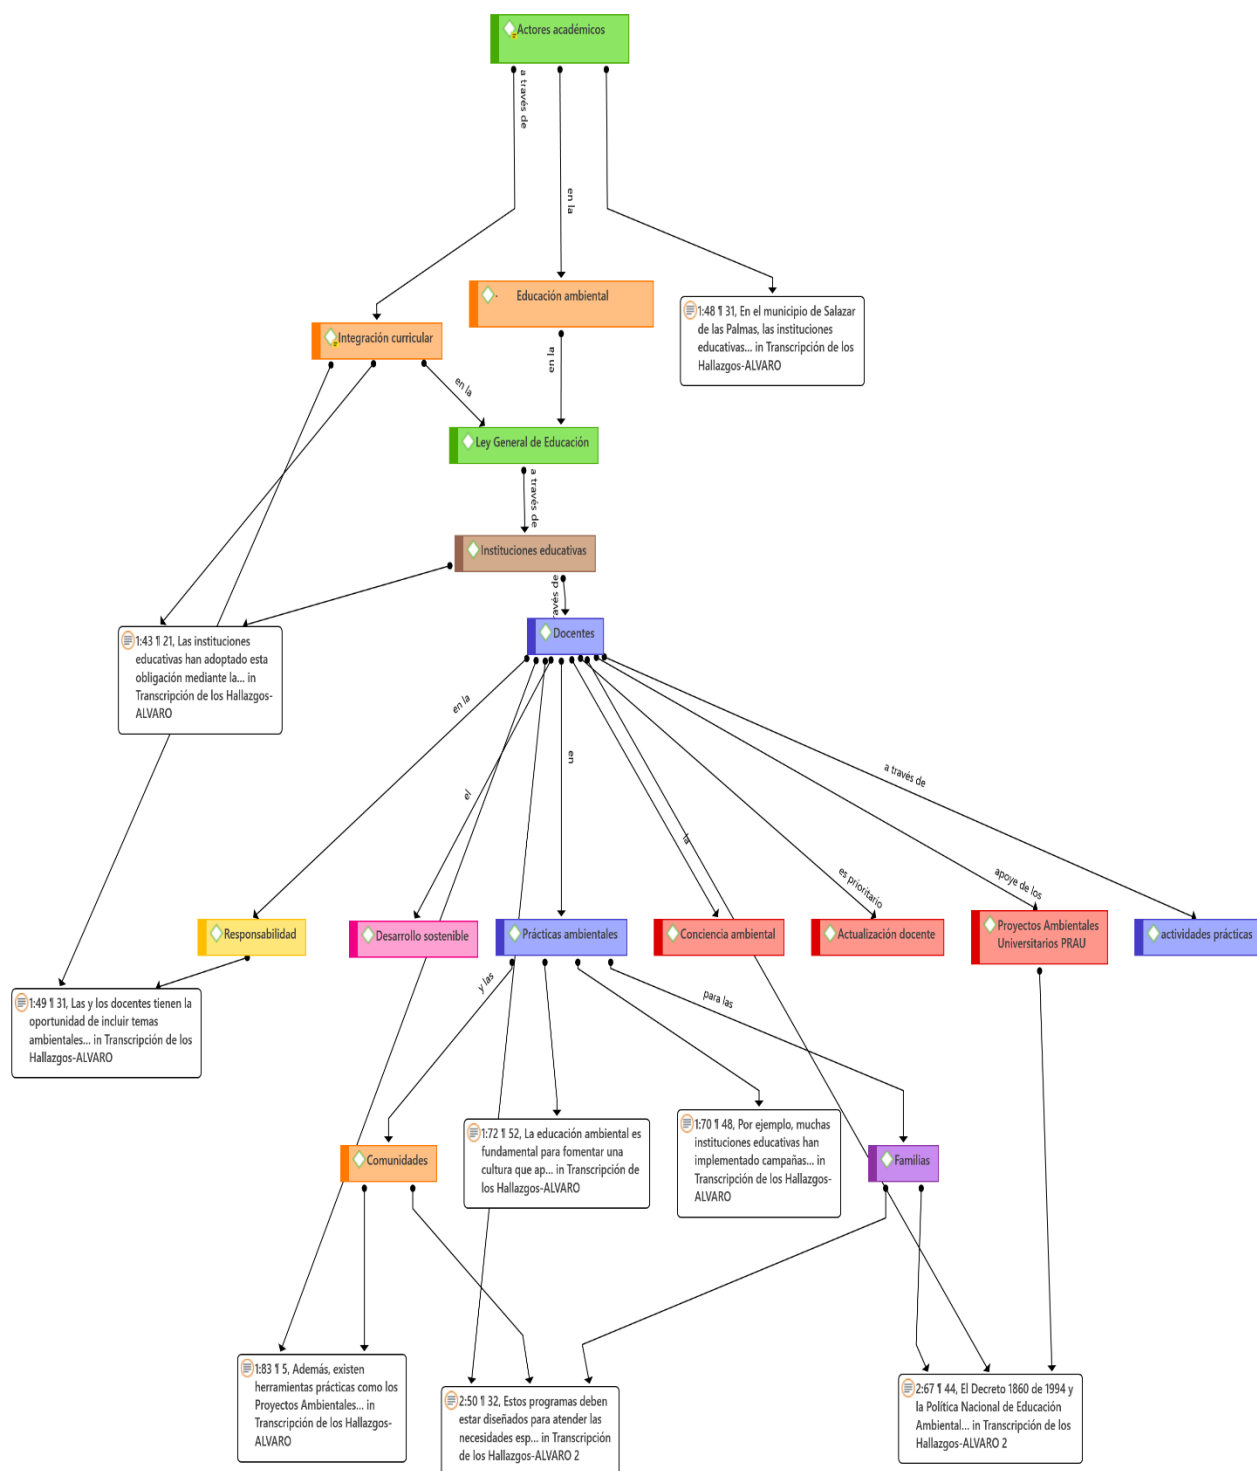 Actores académicos
a través de
en la
Educación ambiental
1:48 ¶ 31, En el municipio de Salazar
de las Palmas, las instituciones
educativas... in Transcripción de los
Hallazgos-ALVARO
Integración curricular
en la
en la
Ley General de Educación
a través de
Instituciones educativas
través de
Docentes
1:43 ¶ 21, Las instituciones
educativas han adoptado esta
obligación mediante la... in
Transcripción de los Hallazgos-
ALVARO
en la
el
en
la
es prioritario
apoye de los
a través de
Responsabilidad
Desarrollo sostenible
Prácticas ambientales
Conciencia ambiental
Actualización docente
Proyectos Ambientales
Universitarios PRAU
actividades prácticas
1:49 ¶ 31, Las y los docentes tienen la
oportunidad de incluir temas
ambientales... in Transcripción de los
Hallazgos-ALVARO
y las
para las
Comunidades
1:72 ¶ 52, La educación ambiental es
fundamental para fomentar una
cultura que ap... in Transcripción de
los Hallazgos-ALVARO
1:70 ¶ 48, Por ejemplo, muchas
instituciones educativas han
implementado campañas... in
Transcripción de los Hallazgos-
ALVARO
Familias
1:83 ¶ 5, Además, existen
herramientas prácticas como los
Proyectos Ambientales... in
Transcripción de los Hallazgos-
ALVARO
2:50 ¶ 32, Estos programas deben
estar diseñados para atender las
necesidades esp... in Transcripción
de los Hallazgos-ALVARO 2
2:67 ¶ 44, El Decreto 1860 de 1994 y
la Política Nacional de Educación
Ambiental... in Transcripción de los
Hallazgos-ALVARO 2